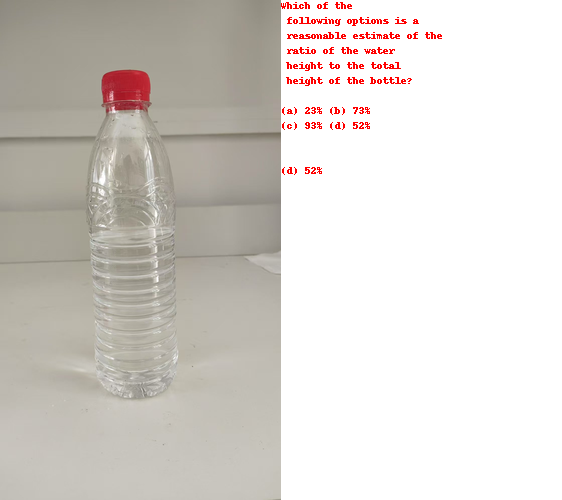 Which of the
following options is a
reasonable estimate of the
ratio of the water
height to the total
height of the bottle?
(a) 23% (b) 73%
(c) 93% (d) 52%
(d) 52%